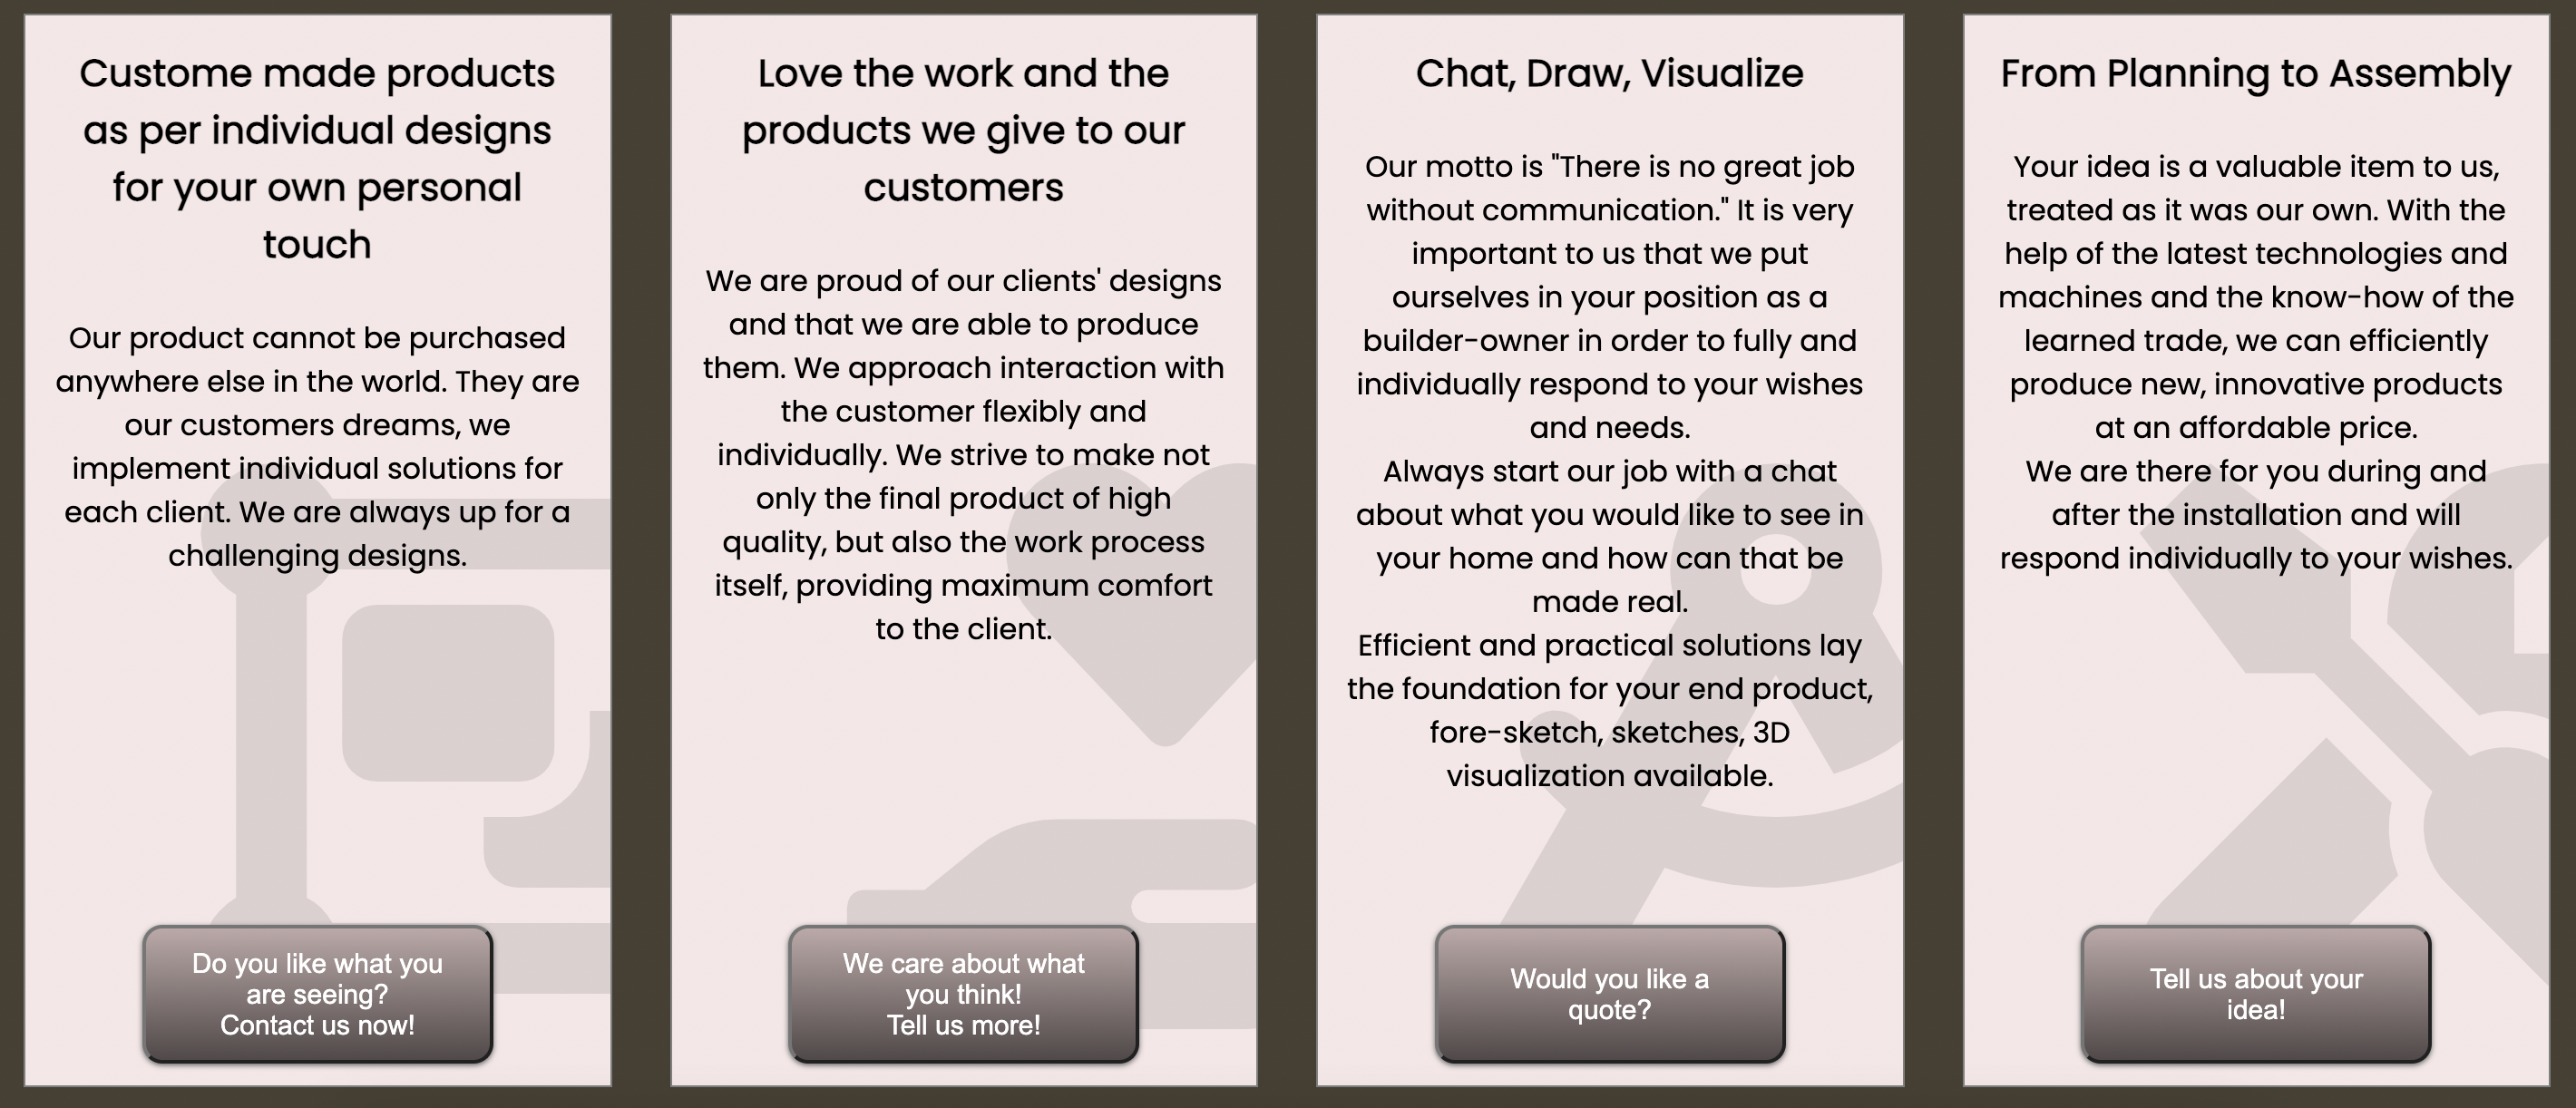 Custome made products
as per individual designs
for your own personal
touch
Our product cannot be purchased
anywhere else in the world. They are
our customers dreams, we
implement individual solutions for
each client. We are always up for a
challenging designs.
Do you like what you
are seeing?
Contact us now!
Love the work and the
products we give to our
customers
We are proud of our clients' designs
and that we are able to produce
them. We approach interaction with
the customer flexibly and
individually. We strive to make not
only the final product of high
quality, but also the work process
itself, providing maximum comfort
to the client.
We care about what
you think!
Tell us more!
Chat, Draw, Visualize
Our motto is "There is no great job
without communication." It is very
important to us that we put
ourselves in your position as a
builder-owner in order to fully and
individually respond to your wishes
and needs.
Always start our job with a chat
about what you would like to see in
your home and how can that be
made real.
Efficient and practical solutions lay
the foundation for your end product,
fore-sketch, sketches, 3D
visualization available.
Would you like a
quote?
From Planning to Assembly
Your idea is a valuable item to us,
treated as it was our own. With the
help of the latest technologies and
machines and the know-how of the
learned trade, we can efficiently
produce new, innovative products
at an affordable price.
We are there for you during and
after the installation and will
respond individually to your wishes.
Tell us about your
idea!